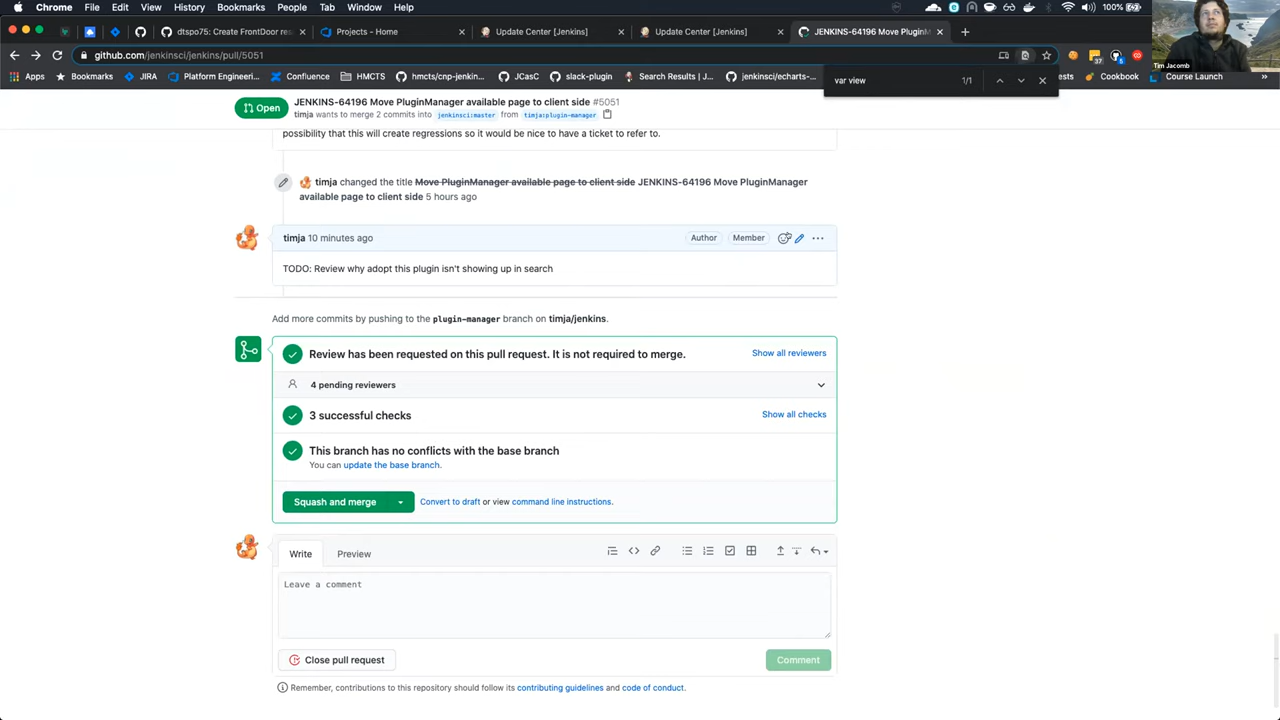 Chrome File Edit View History Bookmarks People Tab Window Help
100%
dtspo75: Create FrontDoor res
Projects - Home
Update Center [Jenkins]
Update Center [Jenkins]
JENKINS-64196 Move PluginM
github.com/jenkinsci/jenkins/pull/5051
37
Tim Jacomb
Apps Bookmarks JIRA Platform Engineering... HMCTS hmcts/cnp-jenkin... JCasC slack-plugin Search Results | J... jenkinsci/echarts-... Cookbook Course Launch »
var view 1/1
Open
JENKINS-64196 Move PluginManager available page to client side #5051
timja wants to merge 2 commits into jenkinsci:master from timja:plugin-manager
possibility that this will create regressions so it would be nice to have a ticket to refer to.
timja changed the title Move PluginManager available page to client side JENKINS-64196 Move PluginManager
available page to client side 5 hours ago
timja 10 minutes ago Author Member
TODO: Review why adopt this plugin isn't showing up in search
Add more commits by pushing to the plugin-manager branch on timja/jenkins.
Review has been requested on this pull request. It is not required to merge. Show all reviewers
4 pending reviewers
3 successful checks Show all checks
This branch has no conflicts with the base branch
You can update the base branch.
Squash and merge Convert to draft or view command line instructions.
Write Preview
Leave a comment
Close pull request Comment
Remember, contributions to this repository should follow its contributing guidelines and code of conduct.